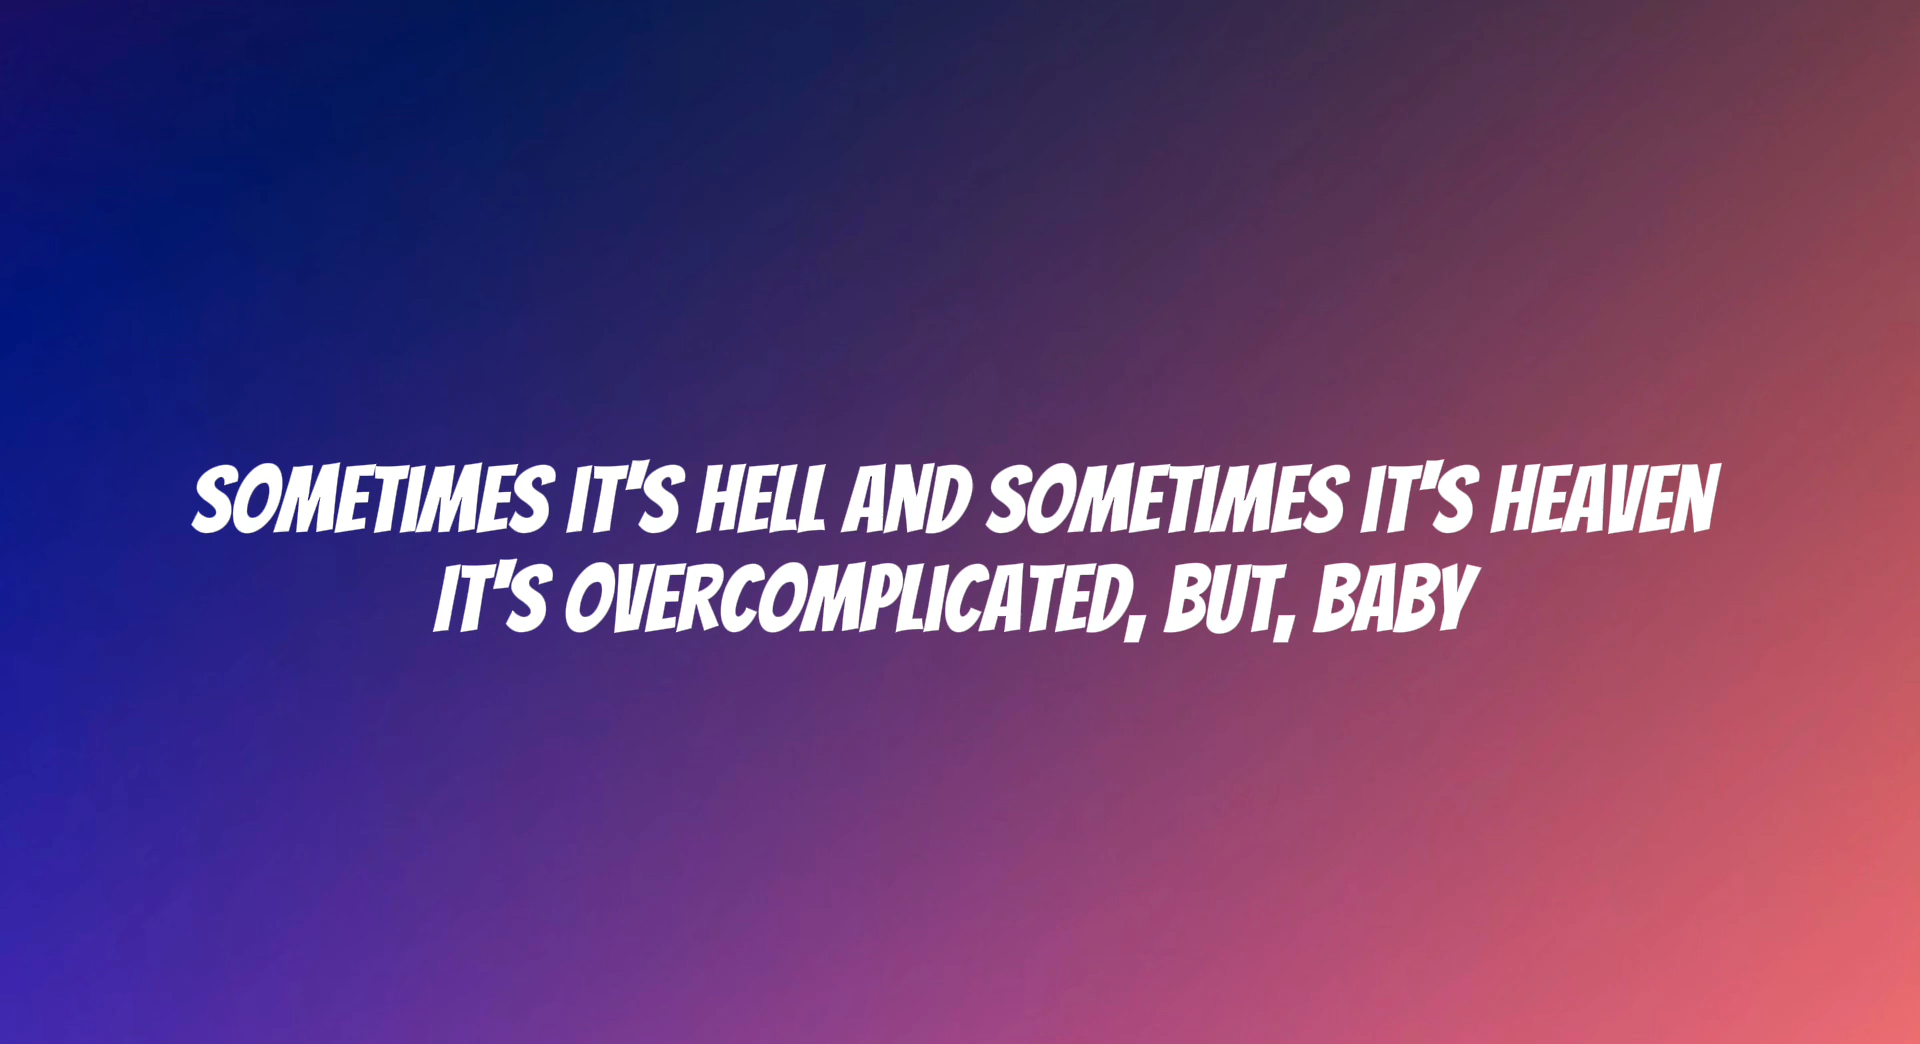 SOMETIMES IT'S HELL AND SOMETIMES IT'S HEAVEN
IT'S OVERCOMPLICATED, BUT, BABY